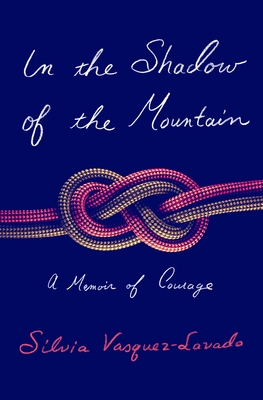 In the Shadow
of the Mountain
A Memoir of Courage
Silvia Vasquez-Lavado